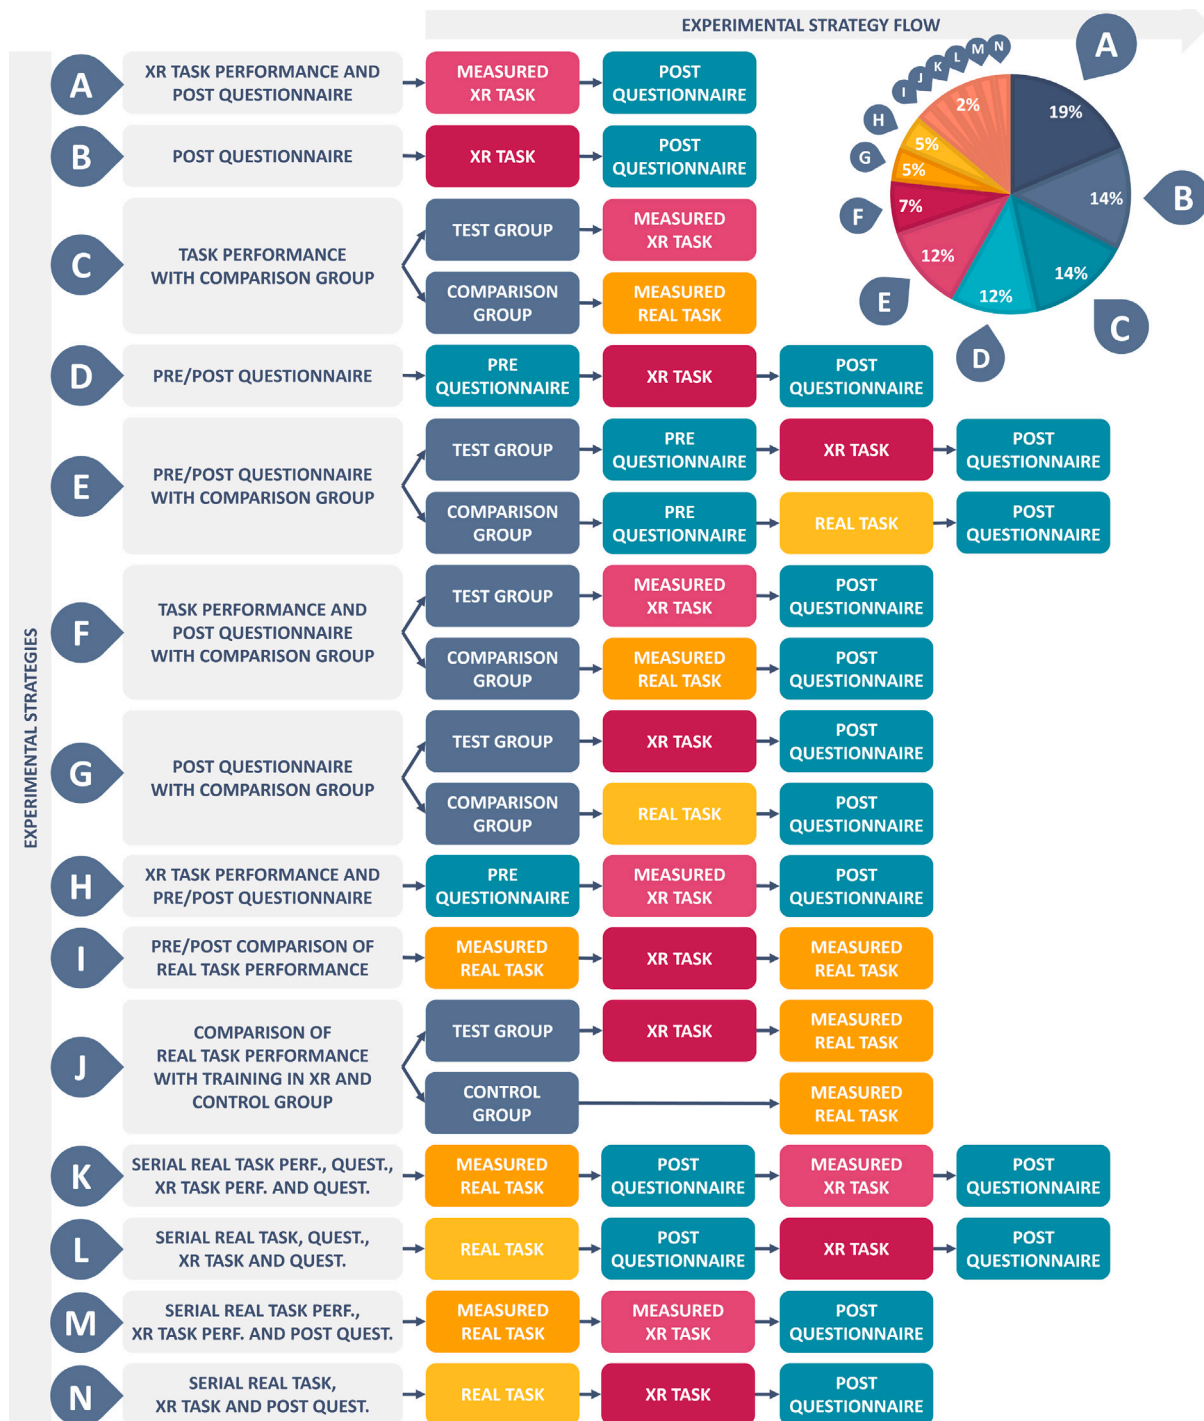 EXPERIMENTAL STRATEGY FLOW
EXPERIMENTAL STRATEGIES
A
XR TASK PERFORMANCE AND
POST QUESTIONNAIRE
MEASURED
XR TASK
POST
QUESTIONNAIRE
B
POST QUESTIONNAIRE
XR TASK
POST
QUESTIONNAIRE
C
TASK PERFORMANCE
WITH COMPARISON GROUP
TEST GROUP
MEASURED
XR TASK
COMPARISON
GROUP
MEASURED
REAL TASK
A
B
C
D
E
F
G
H
I
J
K
L
M
N
19%
14%
14%
12%
12%
7%
5%
5%
2%
D
PRE/POST QUESTIONNAIRE
PRE
QUESTIONNAIRE
XR TASK
POST
QUESTIONNAIRE
E
PRE/POST QUESTIONNAIRE
WITH COMPARISON GROUP
TEST GROUP
PRE
QUESTIONNAIRE
XR TASK
POST
QUESTIONNAIRE
COMPARISON
GROUP
PRE
QUESTIONNAIRE
REAL TASK
POST
QUESTIONNAIRE
F
TASK PERFORMANCE AND
POST QUESTIONNAIRE
WITH COMPARISON GROUP
TEST GROUP
MEASURED
XR TASK
POST
QUESTIONNAIRE
COMPARISON
GROUP
MEASURED
REAL TASK
POST
QUESTIONNAIRE
G
POST QUESTIONNAIRE
WITH COMPARISON GROUP
TEST GROUP
XR TASK
POST
QUESTIONNAIRE
COMPARISON
GROUP
REAL TASK
POST
QUESTIONNAIRE
H
XR TASK PERFORMANCE AND
PRE/POST QUESTIONNAIRE
PRE
QUESTIONNAIRE
MEASURED
XR TASK
POST
QUESTIONNAIRE
I
PRE/POST COMPARISON OF
REAL TASK PERFORMANCE
MEASURED
REAL TASK
XR TASK
MEASURED
REAL TASK
J
COMPARISON OF
REAL TASK PERFORMANCE
WITH TRAINING IN XR AND
CONTROL GROUP
TEST GROUP
XR TASK
MEASURED
REAL TASK
CONTROL
GROUP
MEASURED
REAL TASK
K
SERIAL REAL TASK PERF., QUEST.,
XR TASK PERF. AND QUEST.
MEASURED
REAL TASK
POST
QUESTIONNAIRE
MEASURED
XR TASK
POST
QUESTIONNAIRE
L
SERIAL REAL TASK, QUEST.,
XR TASK AND QUEST.
REAL TASK
POST
QUESTIONNAIRE
XR TASK
POST
QUESTIONNAIRE
M
SERIAL REAL TASK PERF.,
XR TASK PERF. AND POST QUEST.
MEASURED
REAL TASK
MEASURED
XR TASK
POST
QUESTIONNAIRE
N
SERIAL REAL TASK,
XR TASK AND POST QUEST.
REAL TASK
XR TASK
POST
QUESTIONNAIRE